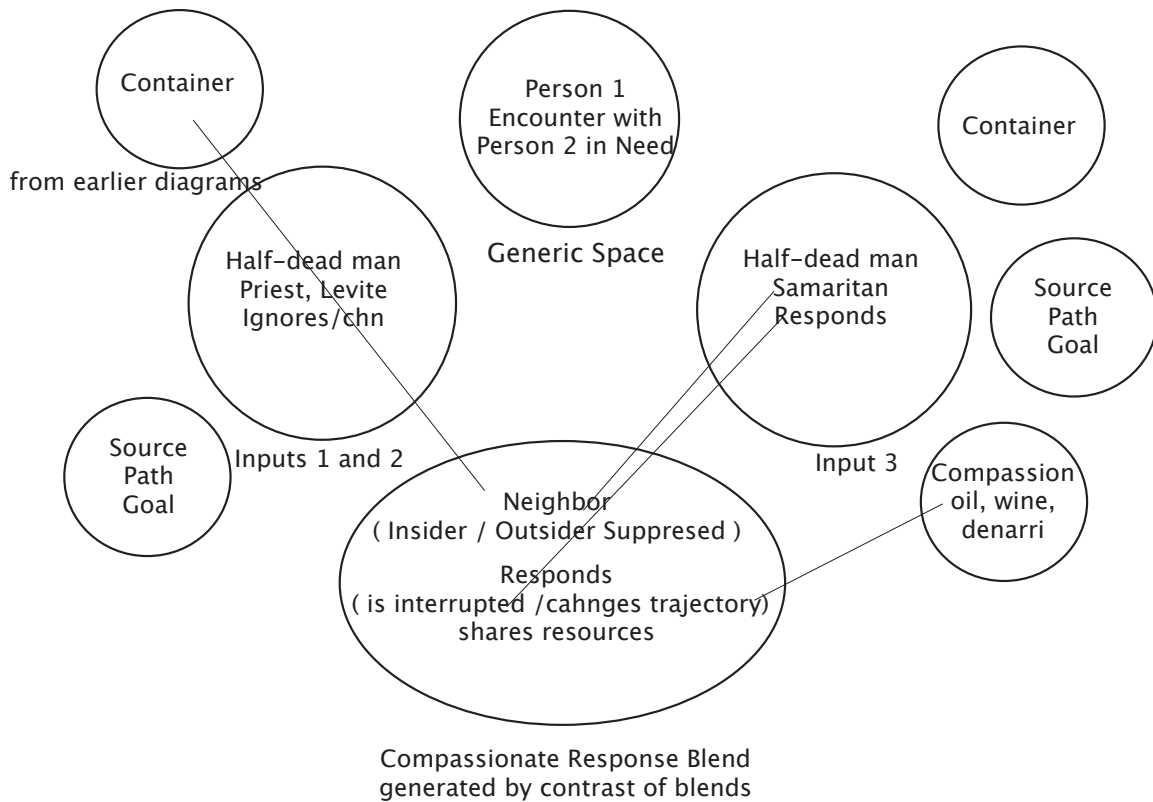 Container
from earlier diagrams
Person 1
Encounter with
Person 2 in Need
Generic Space
Container
Half-dead man
Priest, Levite
Ignores/chn
Inputs 1 and 2
Half-dead man
Samaritan
Responds
Input 3
Source
Path
Goal
Source
Path
Goal
Compassion
oil, wine,
denarri
Neighbor
( Insider / Outsider Suppresed )
Responds
( is interrupted /cahnges trajectory)
shares resources
Compassionate Response Blend
generated by contrast of blends